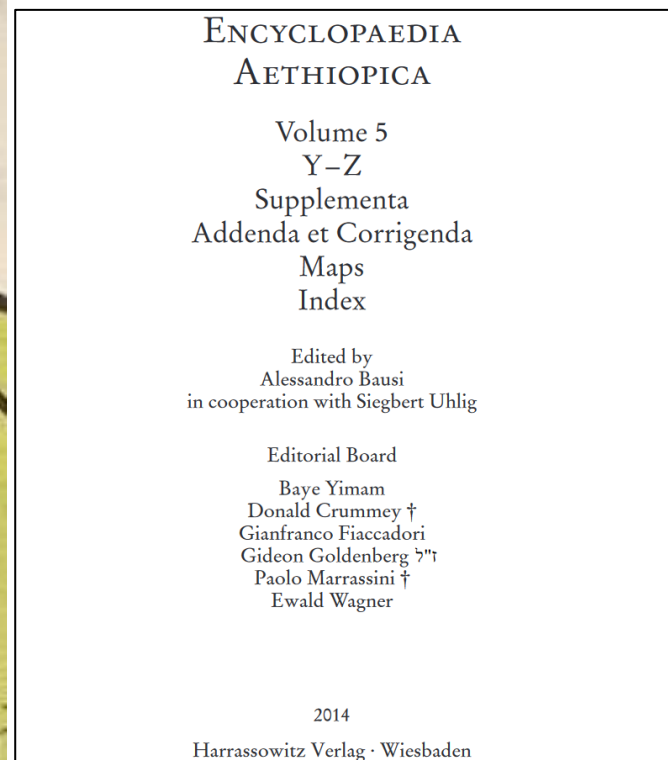 ENCYCLOPAEDIA
AETHIOPICA
Volume 5
Y–Z
Supplementa
Addenda et Corrigenda
Maps
Index
Edited by
Alessandro Bausi
in cooperation with Siegbert Uhlig
Editorial Board
Baye Yimam
Donald Crummey †
Gianfranco Fiaccadori
Gideon Goldenberg ז"ל
Paolo Marrassini †
Ewald Wagner
2014
Harrassowitz Verlag · Wiesbaden